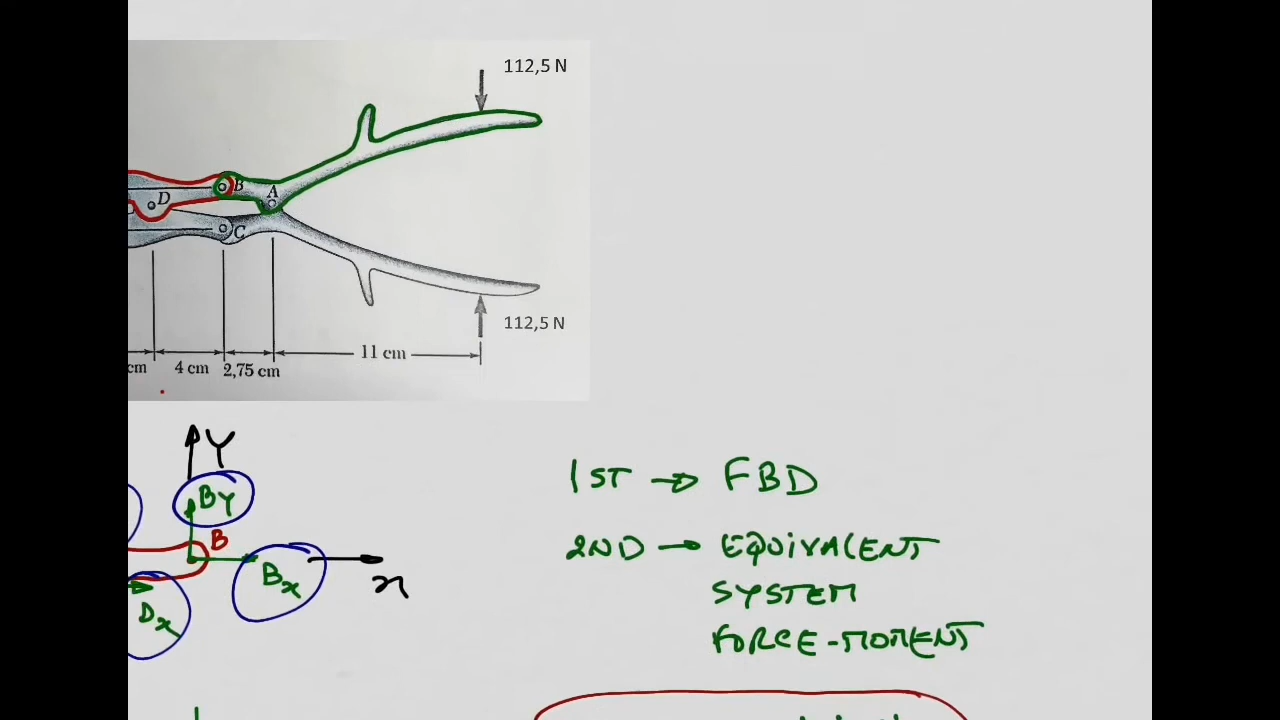 112,5 N
B
A
D
C
112,5 N
11 cm
cm
4 cm
2,75 cm
Y
By
B
Bx
x
Dx
1ST → FBD
2ND → EQUIVALENT
SYSTEM
FORCE-MOMENT